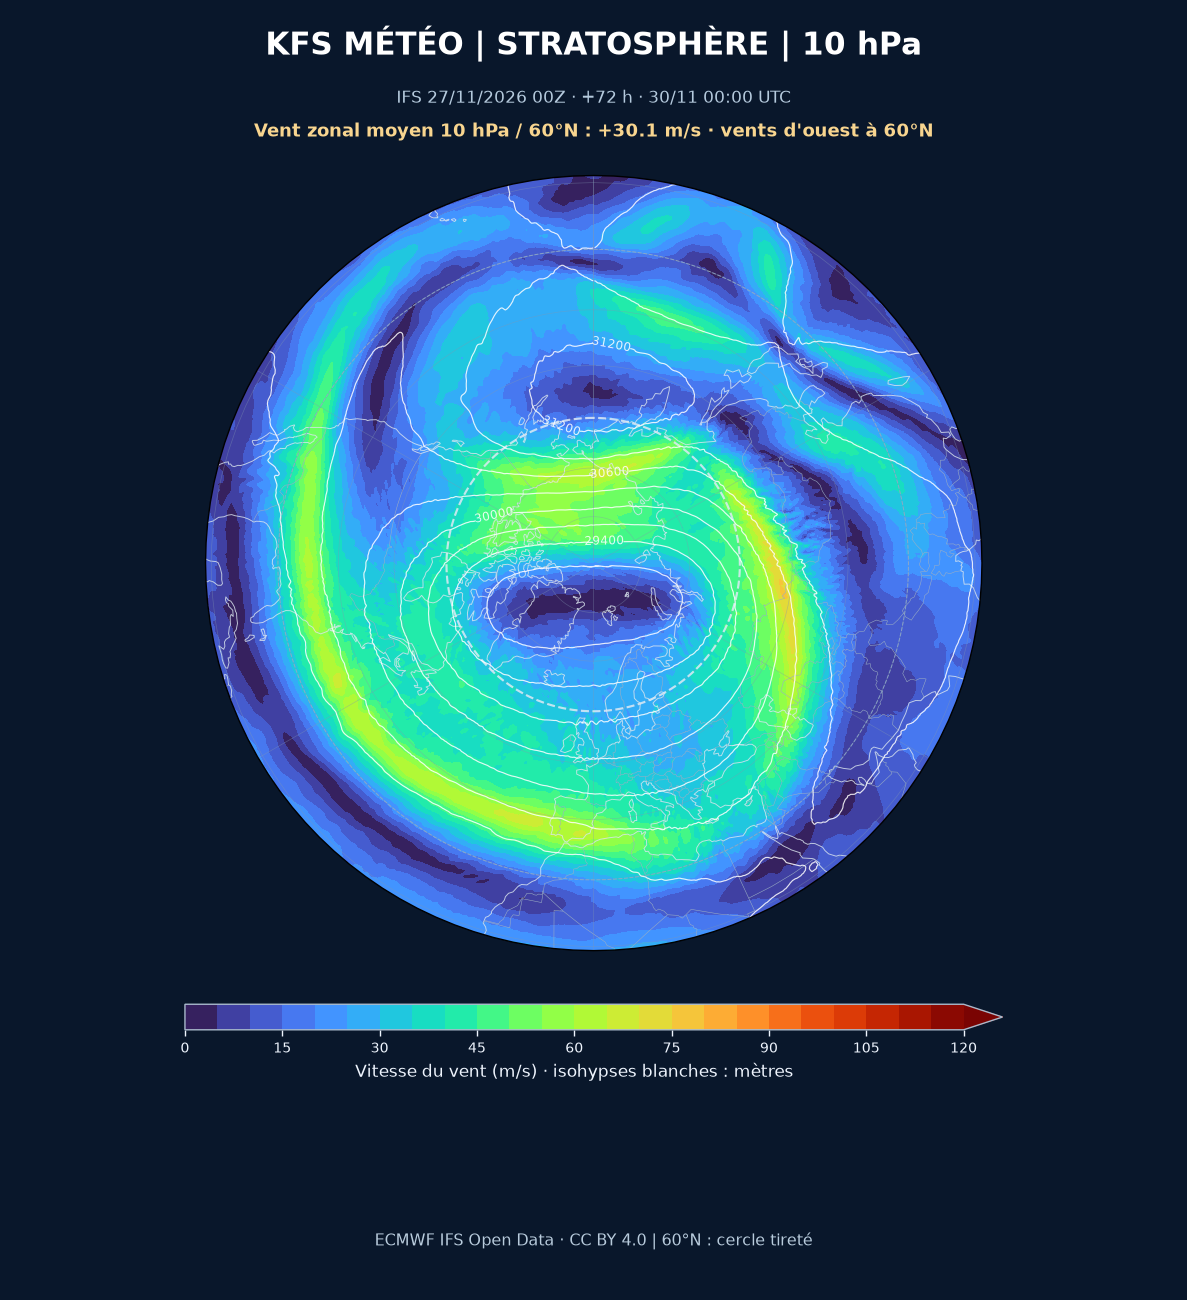 KFS MÉTÉO | STRATOSPHÈRE | 10 hPa
IFS 27/11/2026 00Z · +72 h · 30/11 00:00 UTC
Vent zonal moyen 10 hPa / 60°N : +30.1 m/s · vents d'ouest à 60°N
31200
31200
30600
30000
29400
0 15 30 45 60 75 90 105 120
Vitesse du vent (m/s) · isohypses blanches : mètres
ECMWF IFS Open Data · CC BY 4.0 | 60°N : cercle tireté